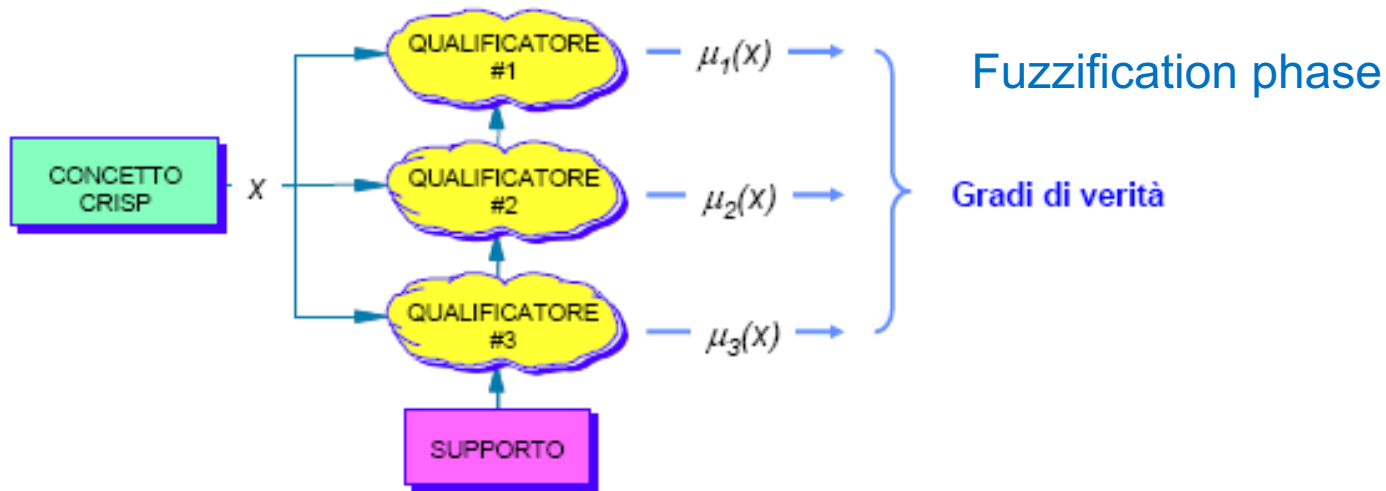 QUALIFICATORE
#1
μ1(x)
Fuzzification phase
CONCETTO
CRISP
x
QUALIFICATORE
#2
μ2(x)
Gradi di verità
QUALIFICATORE
#3
μ3(x)
SUPPORTO